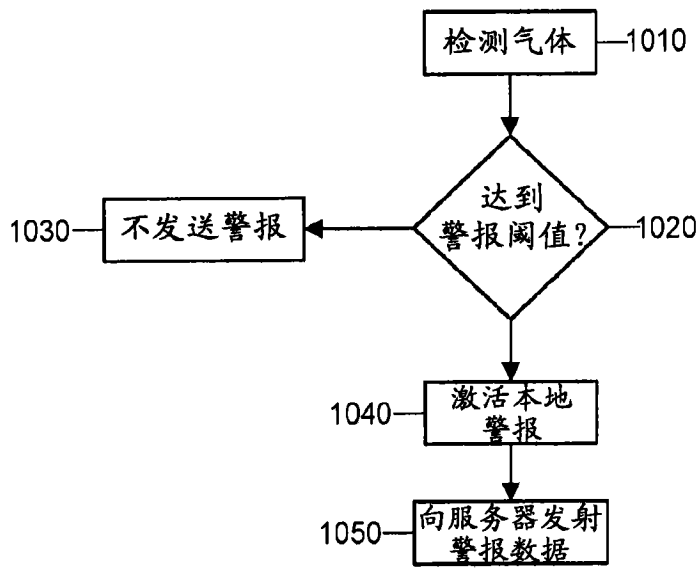 检测气体
1010
达到
警报阈值?
1020
不发送警报
1030
激活本地
警报
1040
向服务器发射
警报数据
1050